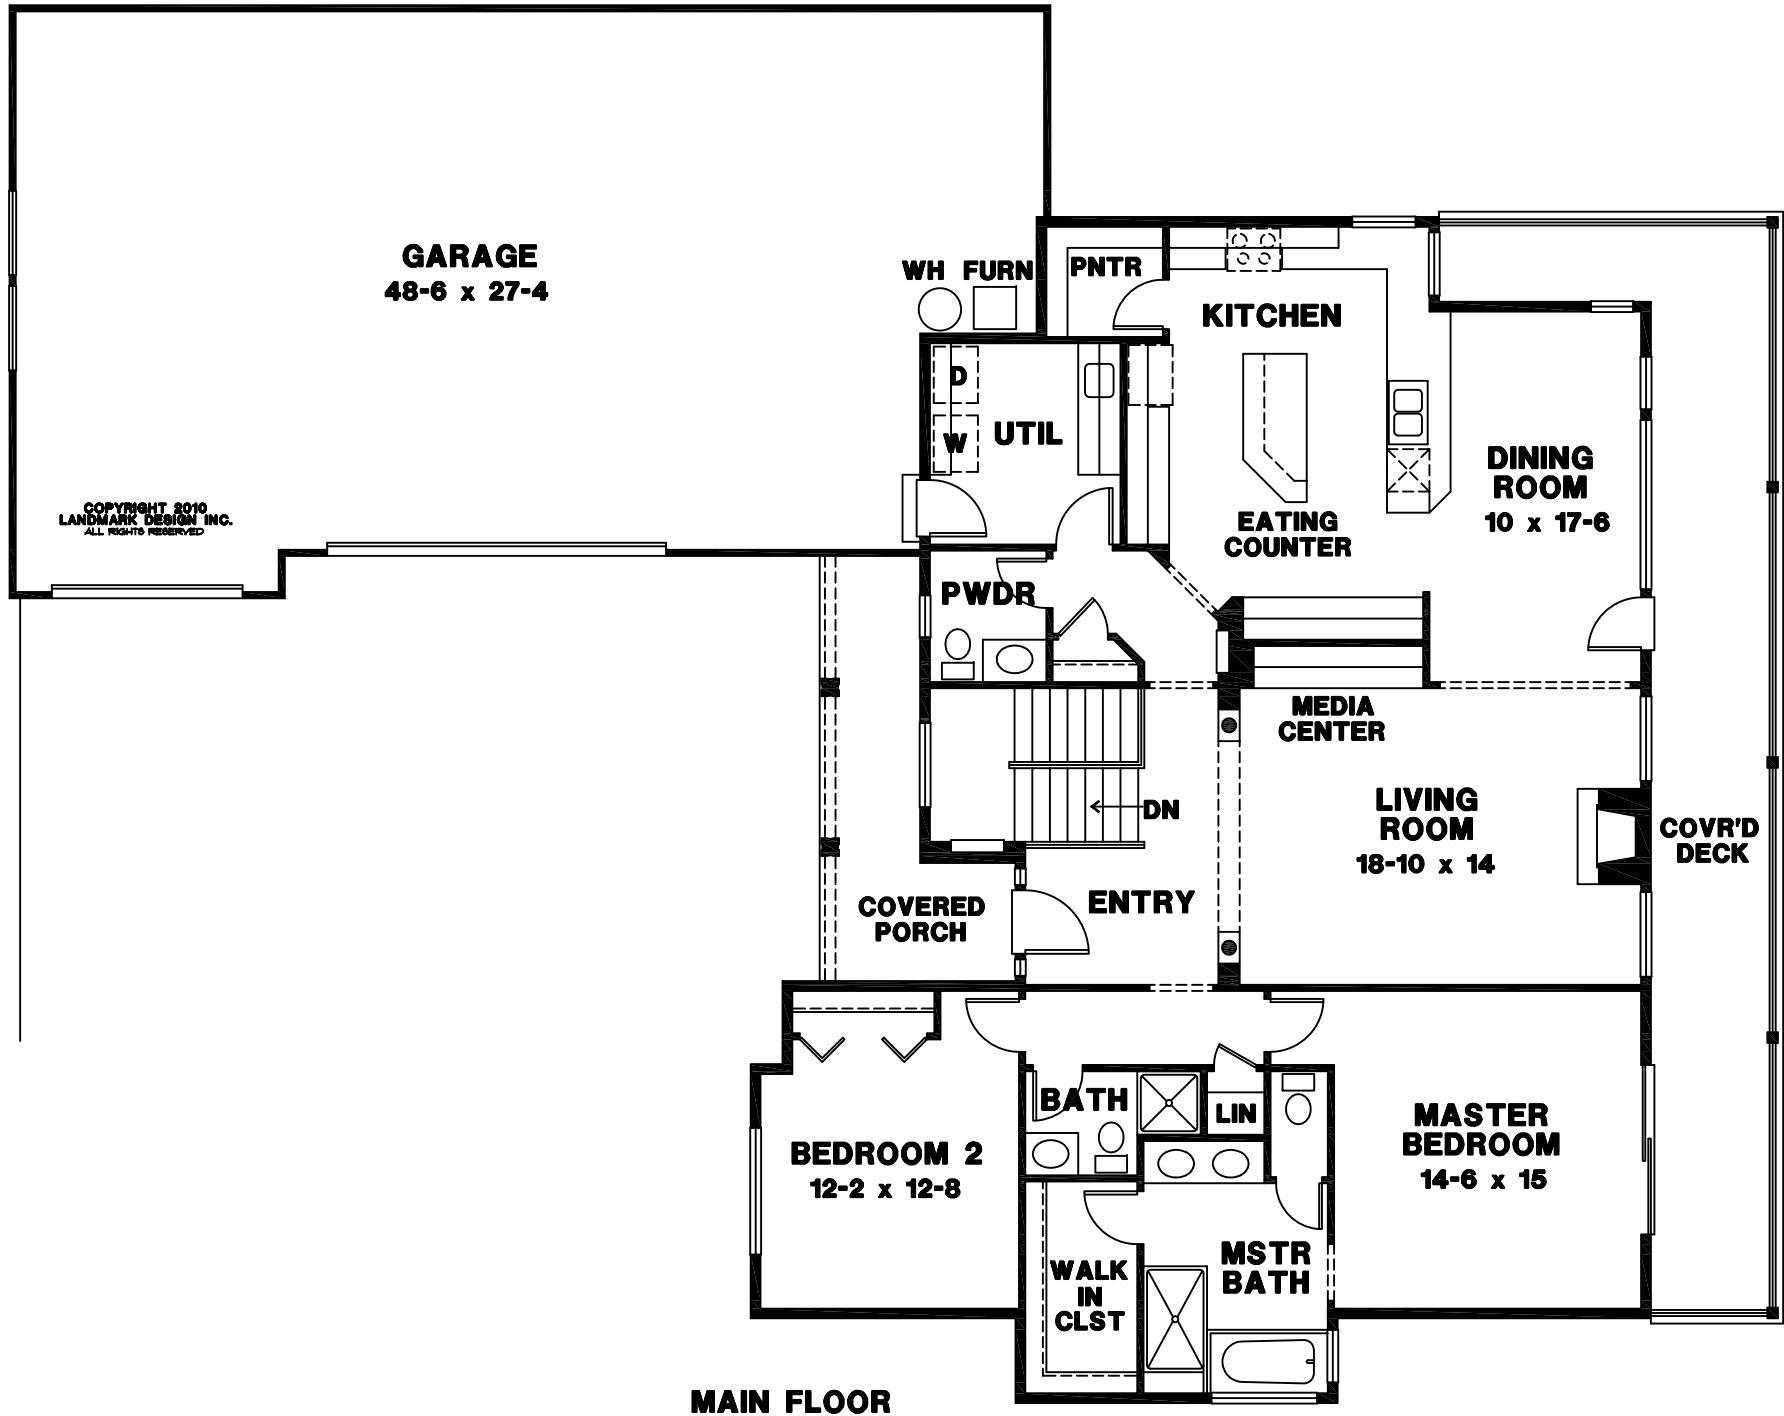 GARAGE
48-6 x 27-4
WH FURN
PNTR
KITCHEN
D
W
UTIL
DINING
ROOM
10 x 17-6
COPYRIGHT 2010
LANDMARK DESIGN INC.
ALL RIGHTS RESERVED
EATING
COUNTER
PWDR
MEDIA
CENTER
DN
LIVING
ROOM
18-10 x 14
COVR'D
DECK
COVERED
PORCH
ENTRY
BATH
LIN
MASTER
BEDROOM
14-6 x 15
BEDROOM 2
12-2 x 12-8
WALK
IN
CLST
MSTR
BATH
MAIN FLOOR